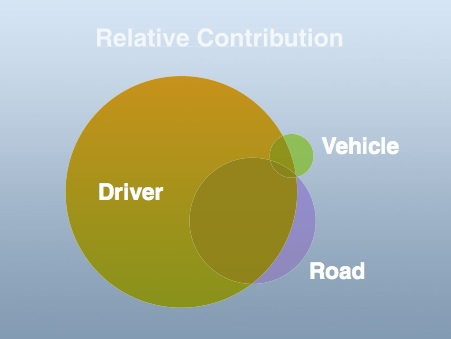 Relative Contribution
Vehicle
Driver
Road